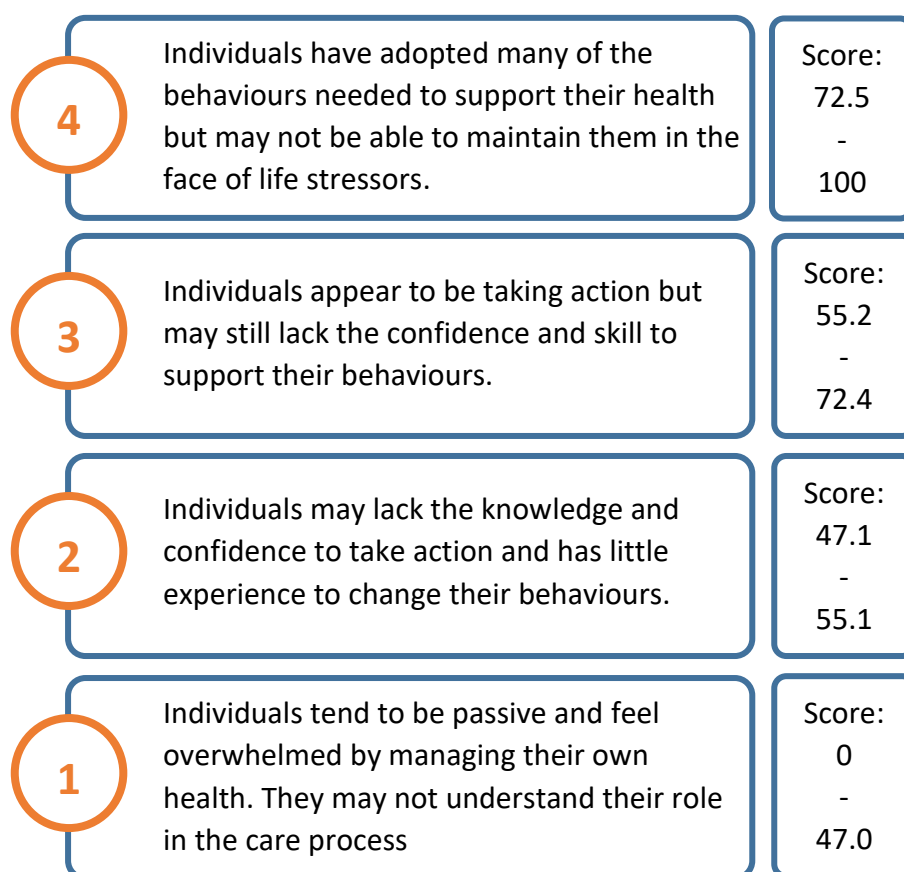 4
Individuals have adopted many of the
behaviours needed to support their health
but may not be able to maintain them in the
face of life stressors.
Score:
72.5
-
100
3
Individuals appear to be taking action but
may still lack the confidence and skill to
support their behaviours.
Score:
55.2
-
72.4
2
Individuals may lack the knowledge and
confidence to take action and has little
experience to change their behaviours.
Score:
47.1
-
55.1
1
Individuals tend to be passive and feel
overwhelmed by managing their own
health. They may not understand their role
in the care process
Score:
0
-
47.0